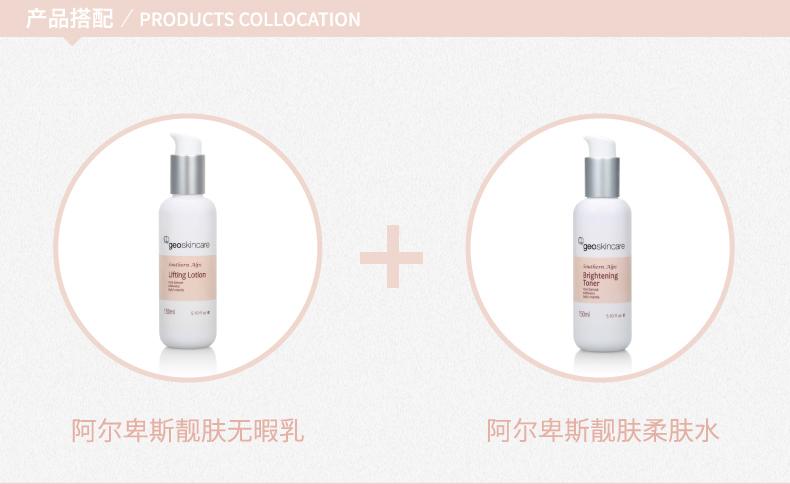 产品搭配 / PRODUCTS COLLOCATION
geoskincare
Southern Alps
Lifting Lotion
150ml
geoskincare
Southern Alps
Brightening
Toner
150ml
阿尔卑斯靓肤无暇乳
阿尔卑斯靓肤柔肤水